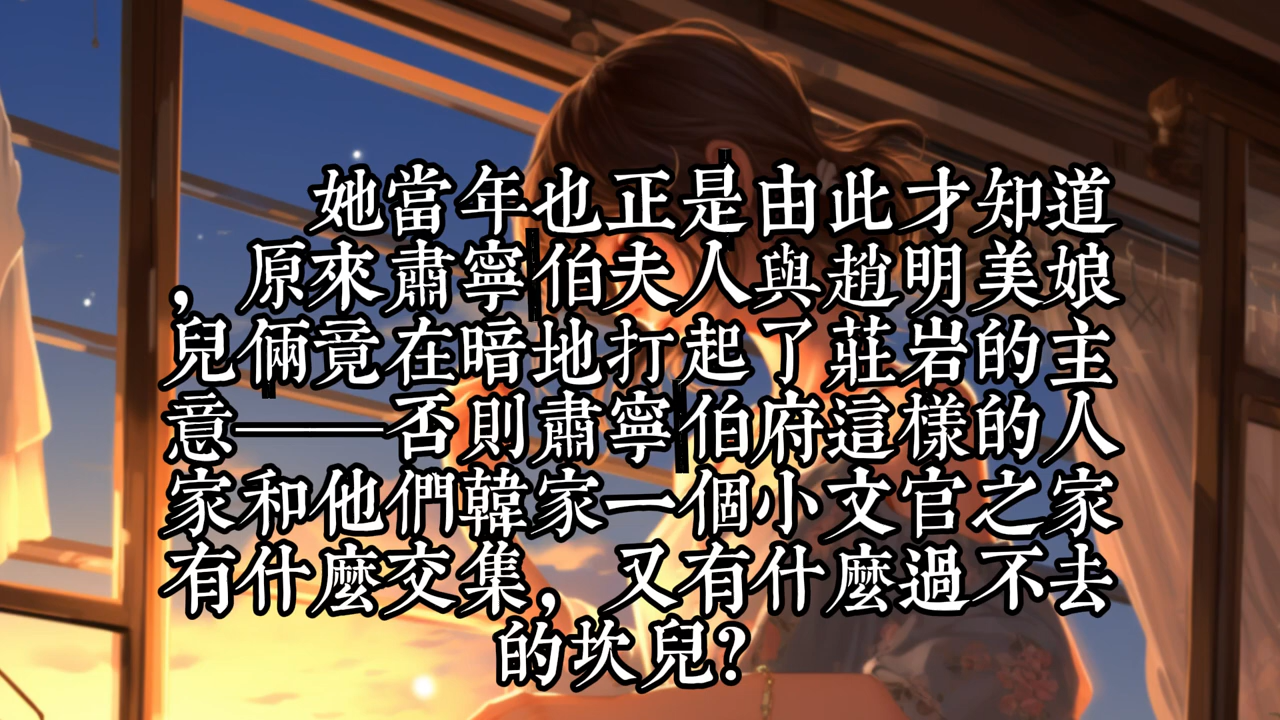 她當年也正是由此才知道
，原來肅寧伯夫人與趙明美娘
兒倆竟在暗地打起了莊岩的主
意——否則肅寧伯府這樣的人
家和他們韓家一個小文官之家
有什麼交集，又有什麼過不去
的坎兒？